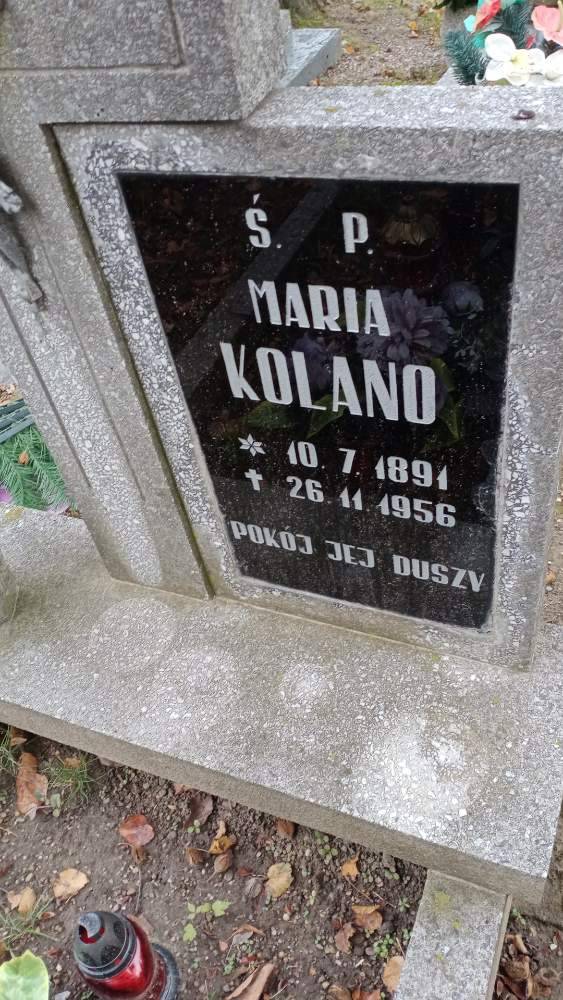 Ś. P.
MARIA
KOLANO
* 10. 7. 1891
✝ 26 11 1956
POKÓJ JEJ DUSZY